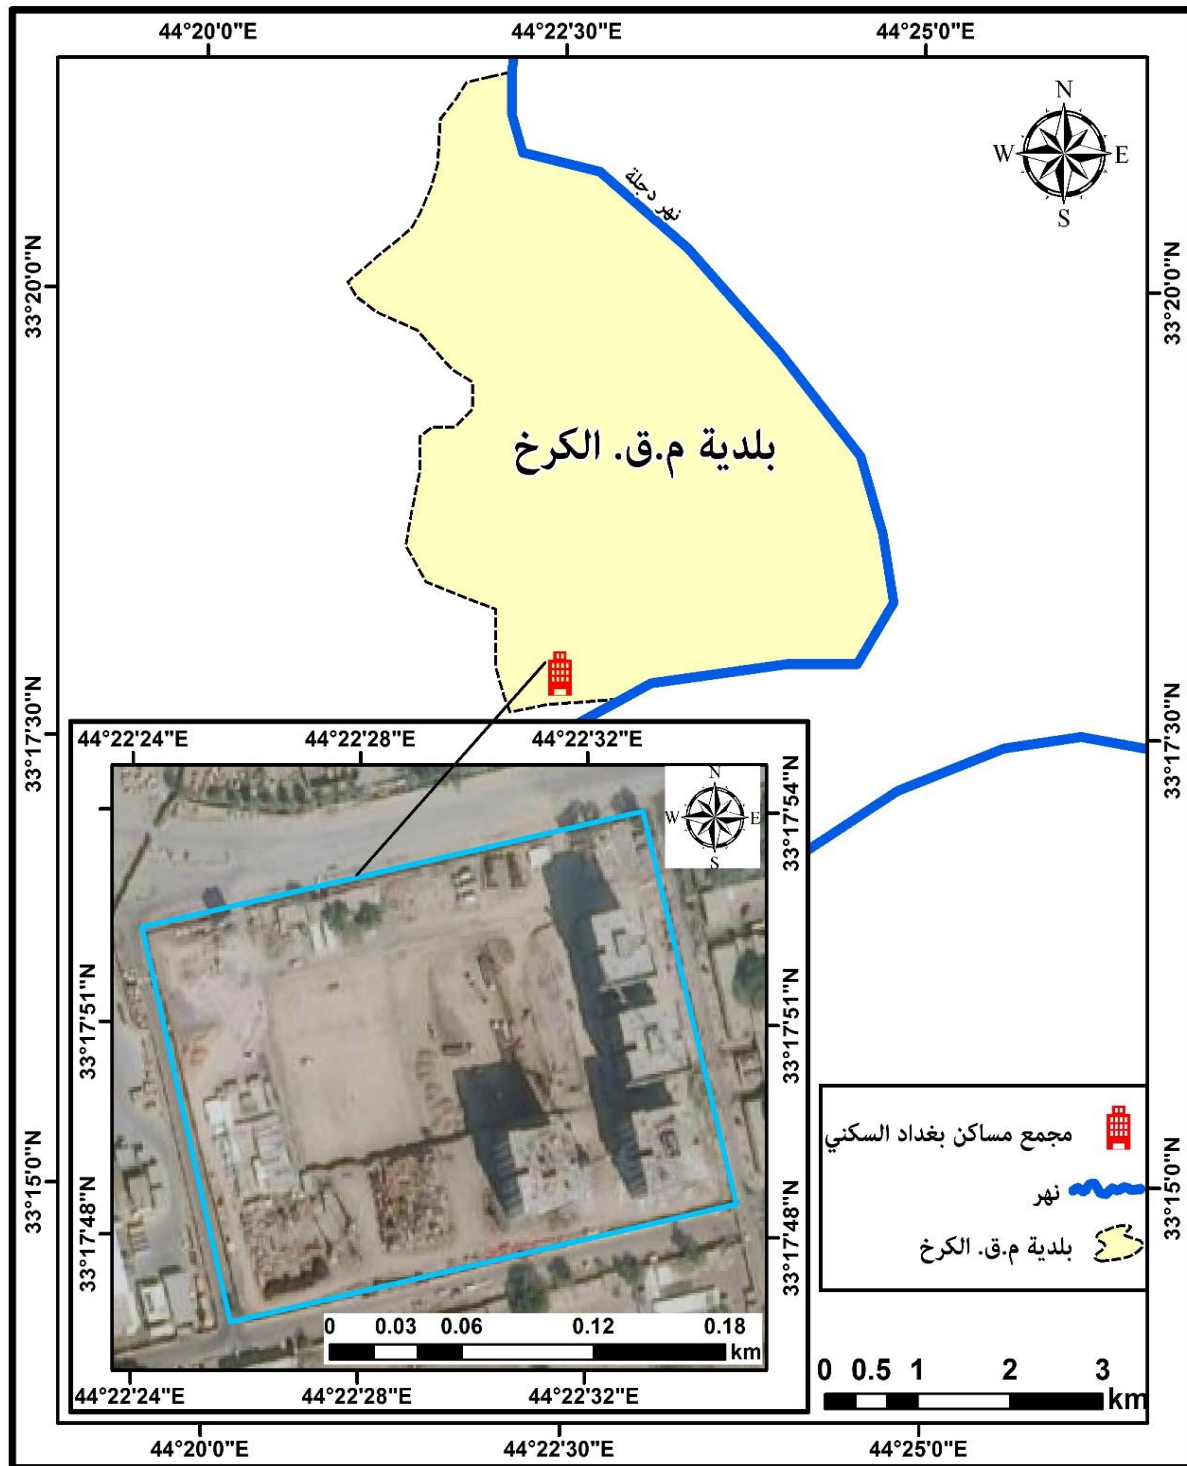 44°20'0"E 44°22'30"E 44°25'0"E
N
W E
S
نهر دجلة
33°20'0"N 33°20'0"N
بلدية م.ق. الكرخ
33°17'30"N 33°17'30"N
44°22'24"E 44°22'28"E 44°22'32"E
N
W E
S
33°17'54"N
33°17'51"N 33°17'51"N
33°17'48"N 33°17'48"N
0 0.03 0.06 0.12 0.18
km
44°22'24"E 44°22'28"E 44°22'32"E
مجمع مساكن بغداد السكني
نهر
بلدية م.ق. الكرخ
33°15'0"N 33°15'0"N
0 0.5 1 2 3
km
44°20'0"E 44°22'30"E 44°25'0"E